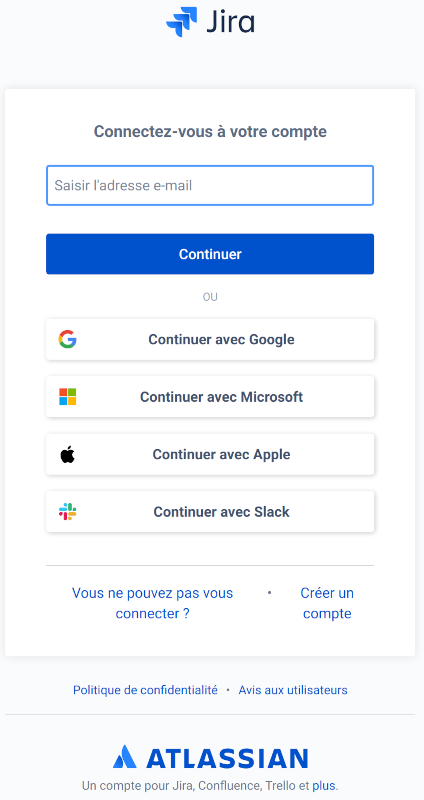 Jira
Connectez-vous à votre compte
Saisir l'adresse e-mail
Continuer
OU
Continuer avec Google
Continuer avec Microsoft
Continuer avec Apple
Continuer avec Slack
Vous ne pouvez pas vous
connecter ?
•
Créer un
compte
Politique de confidentialité • Avis aux utilisateurs
ATLASSIAN
Un compte pour Jira, Confluence, Trello et plus.